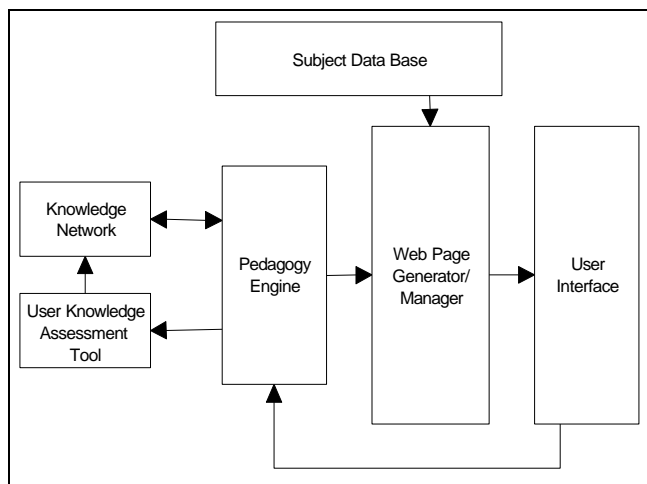 Subject Data Base
Knowledge
Network
User Knowledge
Assessment
Tool
Pedagogy
Engine
Web Page
Generator/
Manager
User
Interface